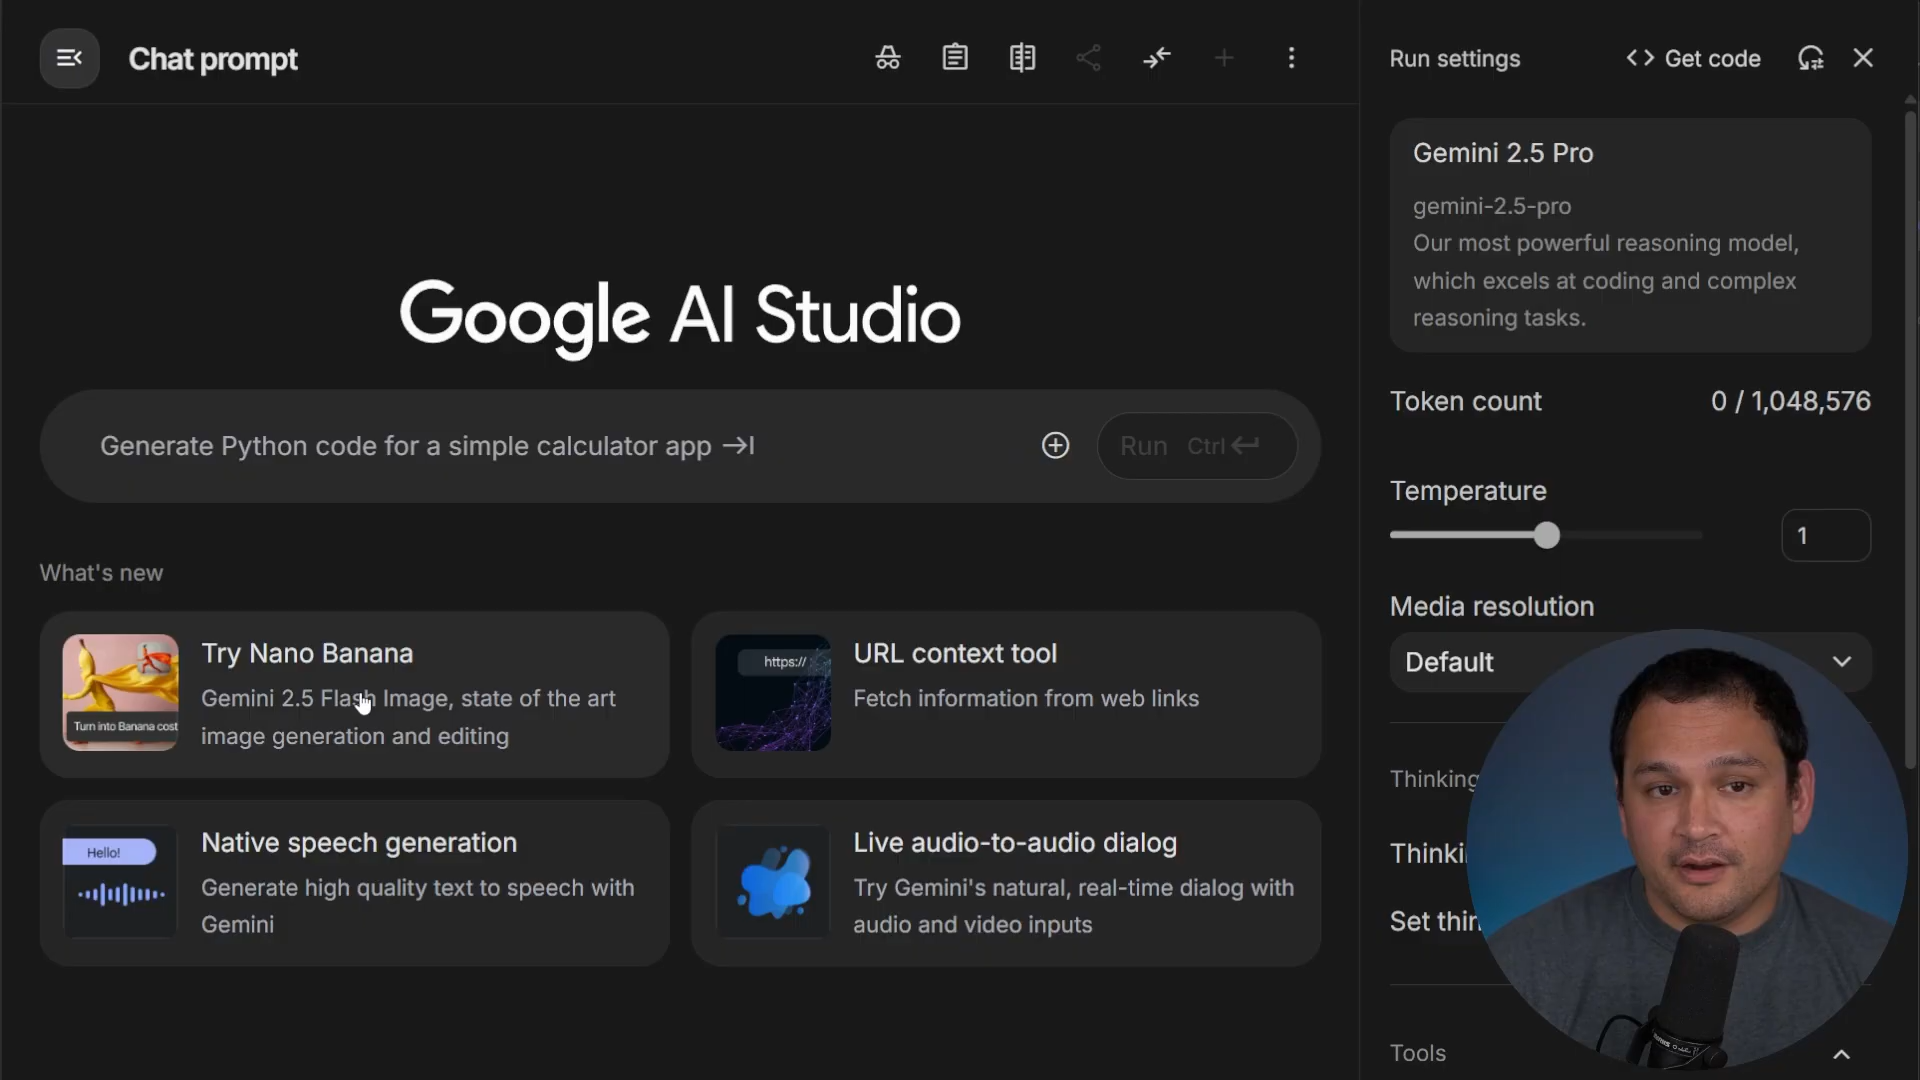 Chat prompt
Run settings
Get code
Gemini 2.5 Pro
gemini-2.5-pro
Our most powerful reasoning model,
which excels at coding and complex
reasoning tasks.
Token count
0 / 1,048,576
Google AI Studio
Generate Python code for a simple calculator app
Run Ctrl
Temperature
1
Media resolution
Default
What's new
Turn into Banana cost
Try Nano Banana
Gemini 2.5 Flash Image, state of the art
image generation and editing
https://
URL context tool
Fetch information from web links
Hello!
Native speech generation
Generate high quality text to speech with
Gemini
Live audio-to-audio dialog
Try Gemini's natural, real-time dialog with
audio and video inputs
Thinking
Thinki
Set thin
Tools